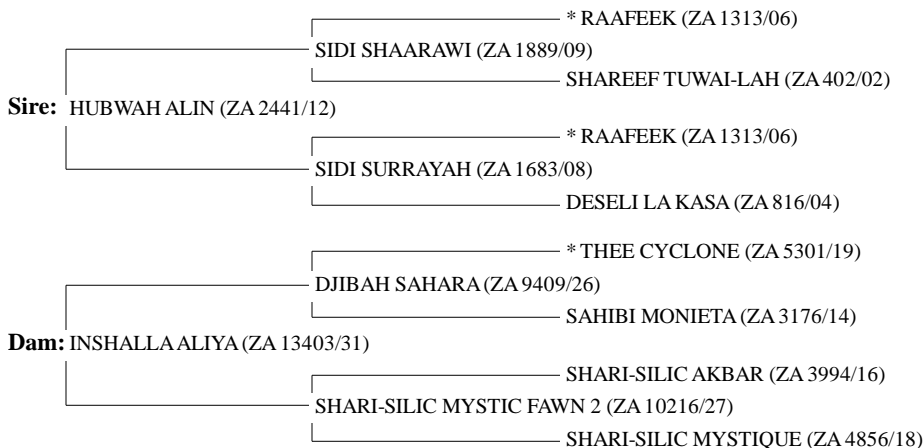 * RAAFEEK (ZA 1313/06)
SIDI SHAARAWI (ZA 1889/09)
SHAREEF TUWAI-LAH (ZA 402/02)
Sire: HUBWAH ALIN (ZA 2441/12)
* RAAFEEK (ZA 1313/06)
SIDI SURRAYAH (ZA 1683/08)
DESELI LA KASA (ZA 816/04)
* THEE CYCLONE (ZA 5301/19)
DJIBAH SAHARA (ZA 9409/26)
SAHIBI MONIETA (ZA 3176/14)
Dam: INSHALLA ALIYA (ZA 13403/31)
SHARI-SILIC AKBAR (ZA 3994/16)
SHARI-SILIC MYSTIC FAWN 2 (ZA 10216/27)
SHARI-SILIC MYSTIQUE (ZA 4856/18)